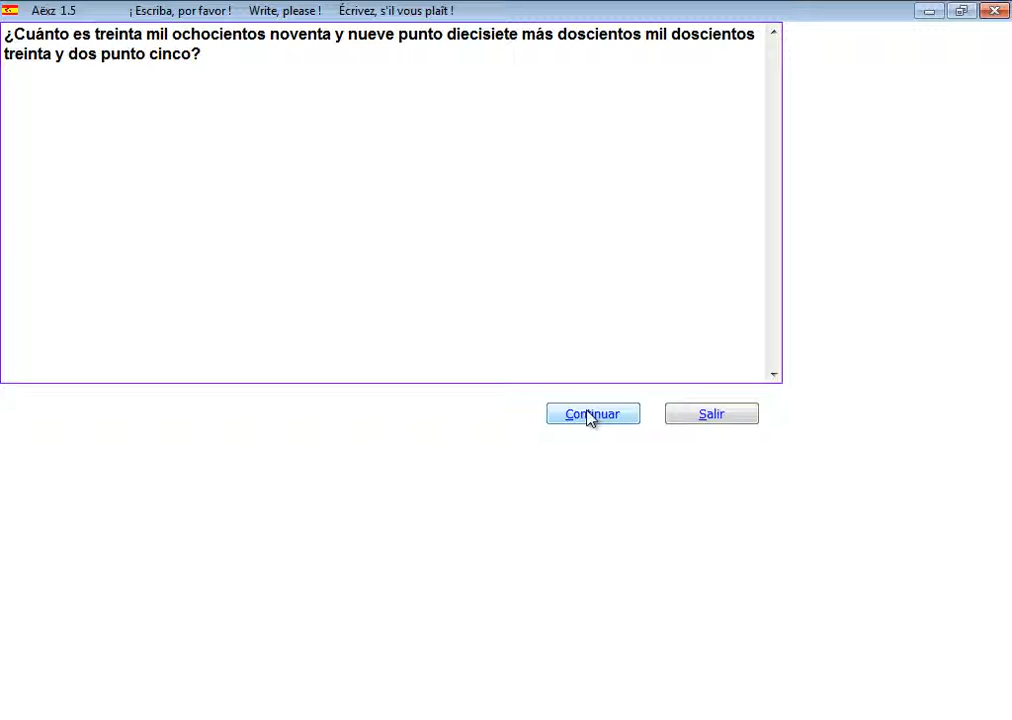 Aëxz 1.5 ¡ Escriba, por favor ! Write, please ! Écrivez, s'il vous plaît !
¿Cuánto es treinta mil ochocientos noventa y nueve punto diecisiete más doscientos mil doscientos
treinta y dos punto cinco?
Continuar Salir